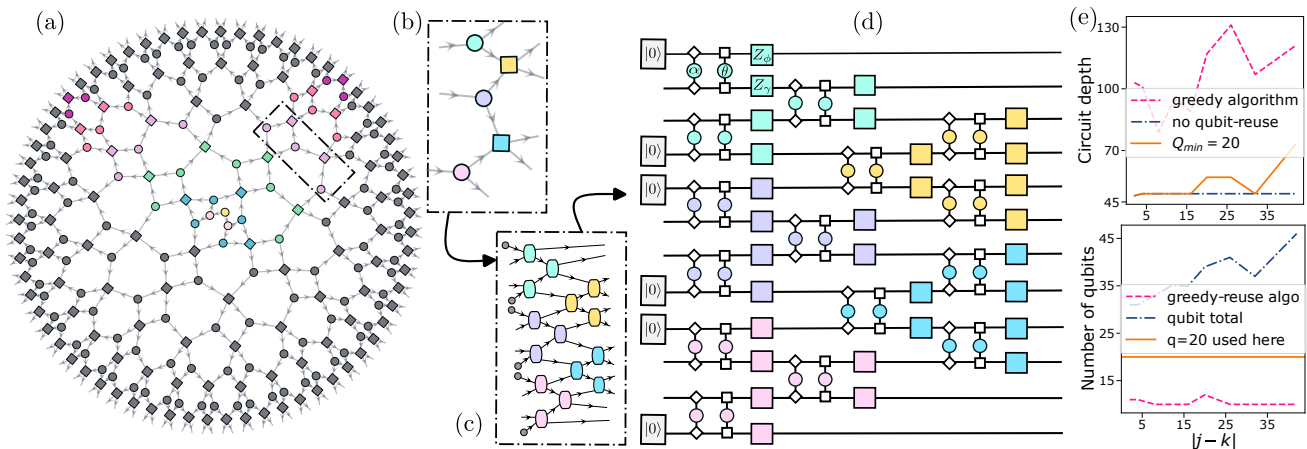 (a)
(b)
(c)
(d)
|0⟩
α
θ
Z_ϕ
Z_γ
|0⟩
|0⟩
|0⟩
|0⟩
|0⟩
(e)
Circuit depth
130
100
70
45
greedy algorithm
no qubit-reuse
Q_min = 20
5
15
25
35
Number of qubits
45
35
25
15
greedy-reuse algo
qubit total
q=20 used here
5
15
25
35
|j − k|